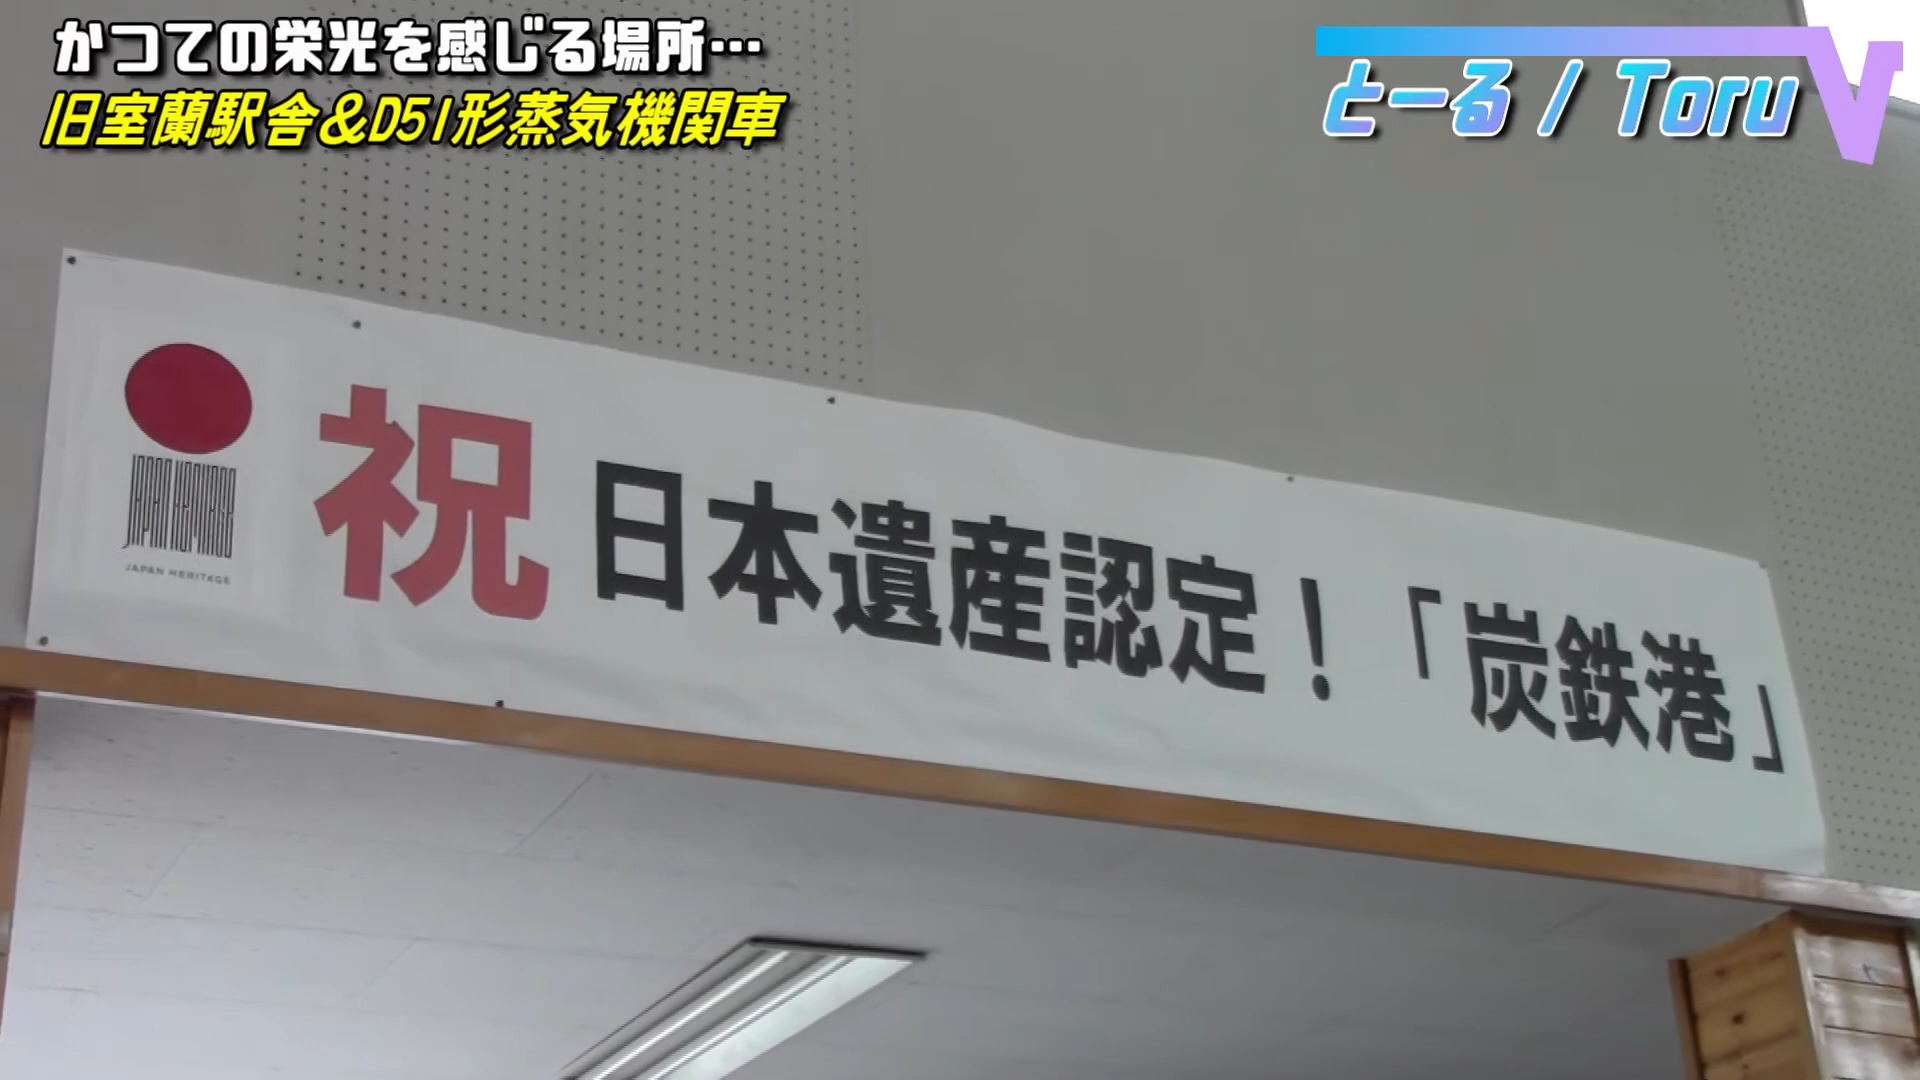 かつての栄光を感じる場所…
旧室蘭駅舎&D51形蒸気機関車
とーる / Toru
JAPAN HERITAGE
JAPAN HERITAGE
祝 日本遺産認定！「炭鉄港」